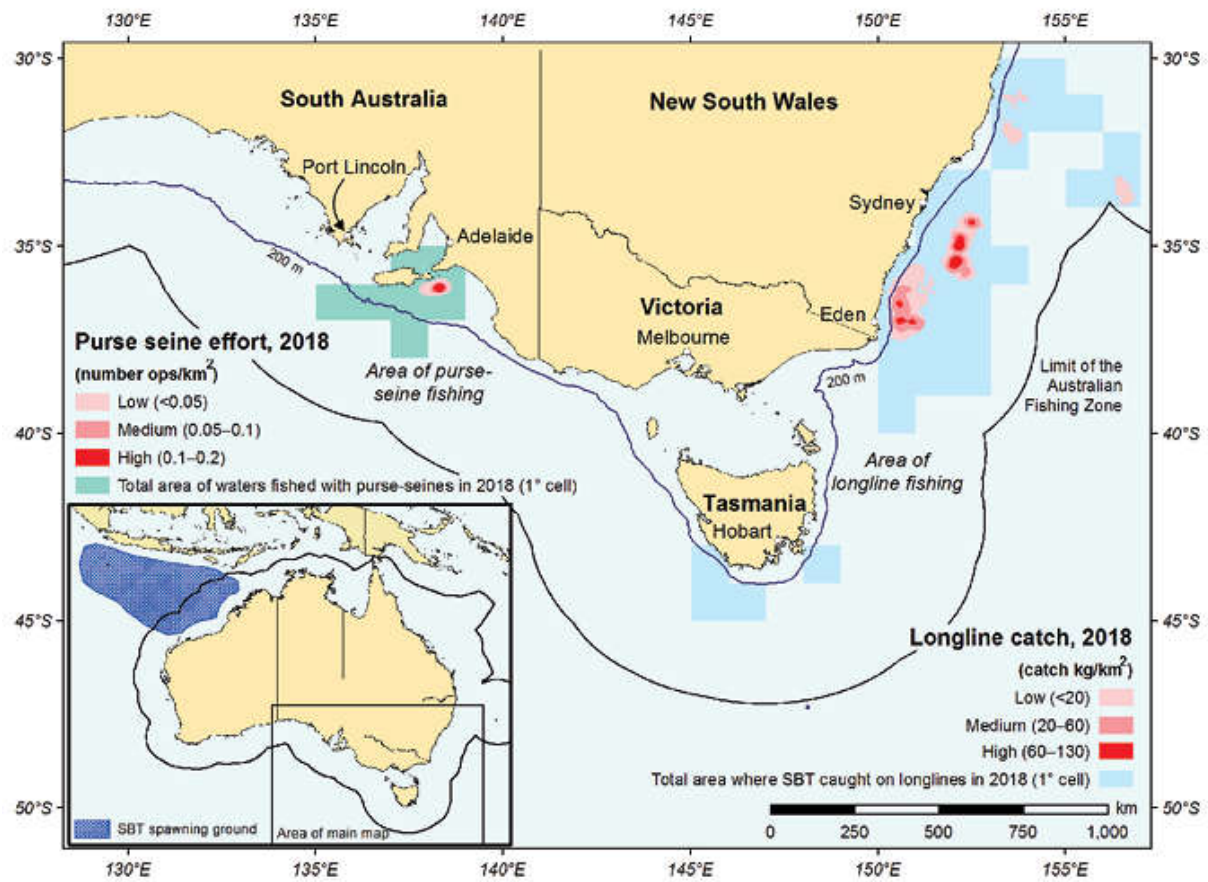 130°E 135°E 140°E 145°E 150°E 155°E
30°S
30°S
South Australia
New South Wales
Port Lincoln
Sydney
Adelaide
35°S
35°S
200 m
Victoria
Eden
Melbourne
Purse seine effort, 2018
(number ops/km²)
Low (<0.05)
Medium (0.05–0.1)
High (0.1–0.2)
Total area of waters fished with purse-seines in 2018 (1° cell)
Area of purse-
seine fishing
200 m
Limit of the
Australian
Fishing Zone
40°S
40°S
Area of
longline fishing
Tasmania
Hobart
45°S
45°S
Longline catch, 2018
(catch kg/km²)
Low (<20)
Medium (20–60)
High (60–130)
Total area where SBT caught on longlines in 2018 (1° cell)
km
0 250 500 750 1,000
50°S
50°S
SBT spawning ground
Area of main map
130°E 135°E 140°E 145°E 150°E 155°E